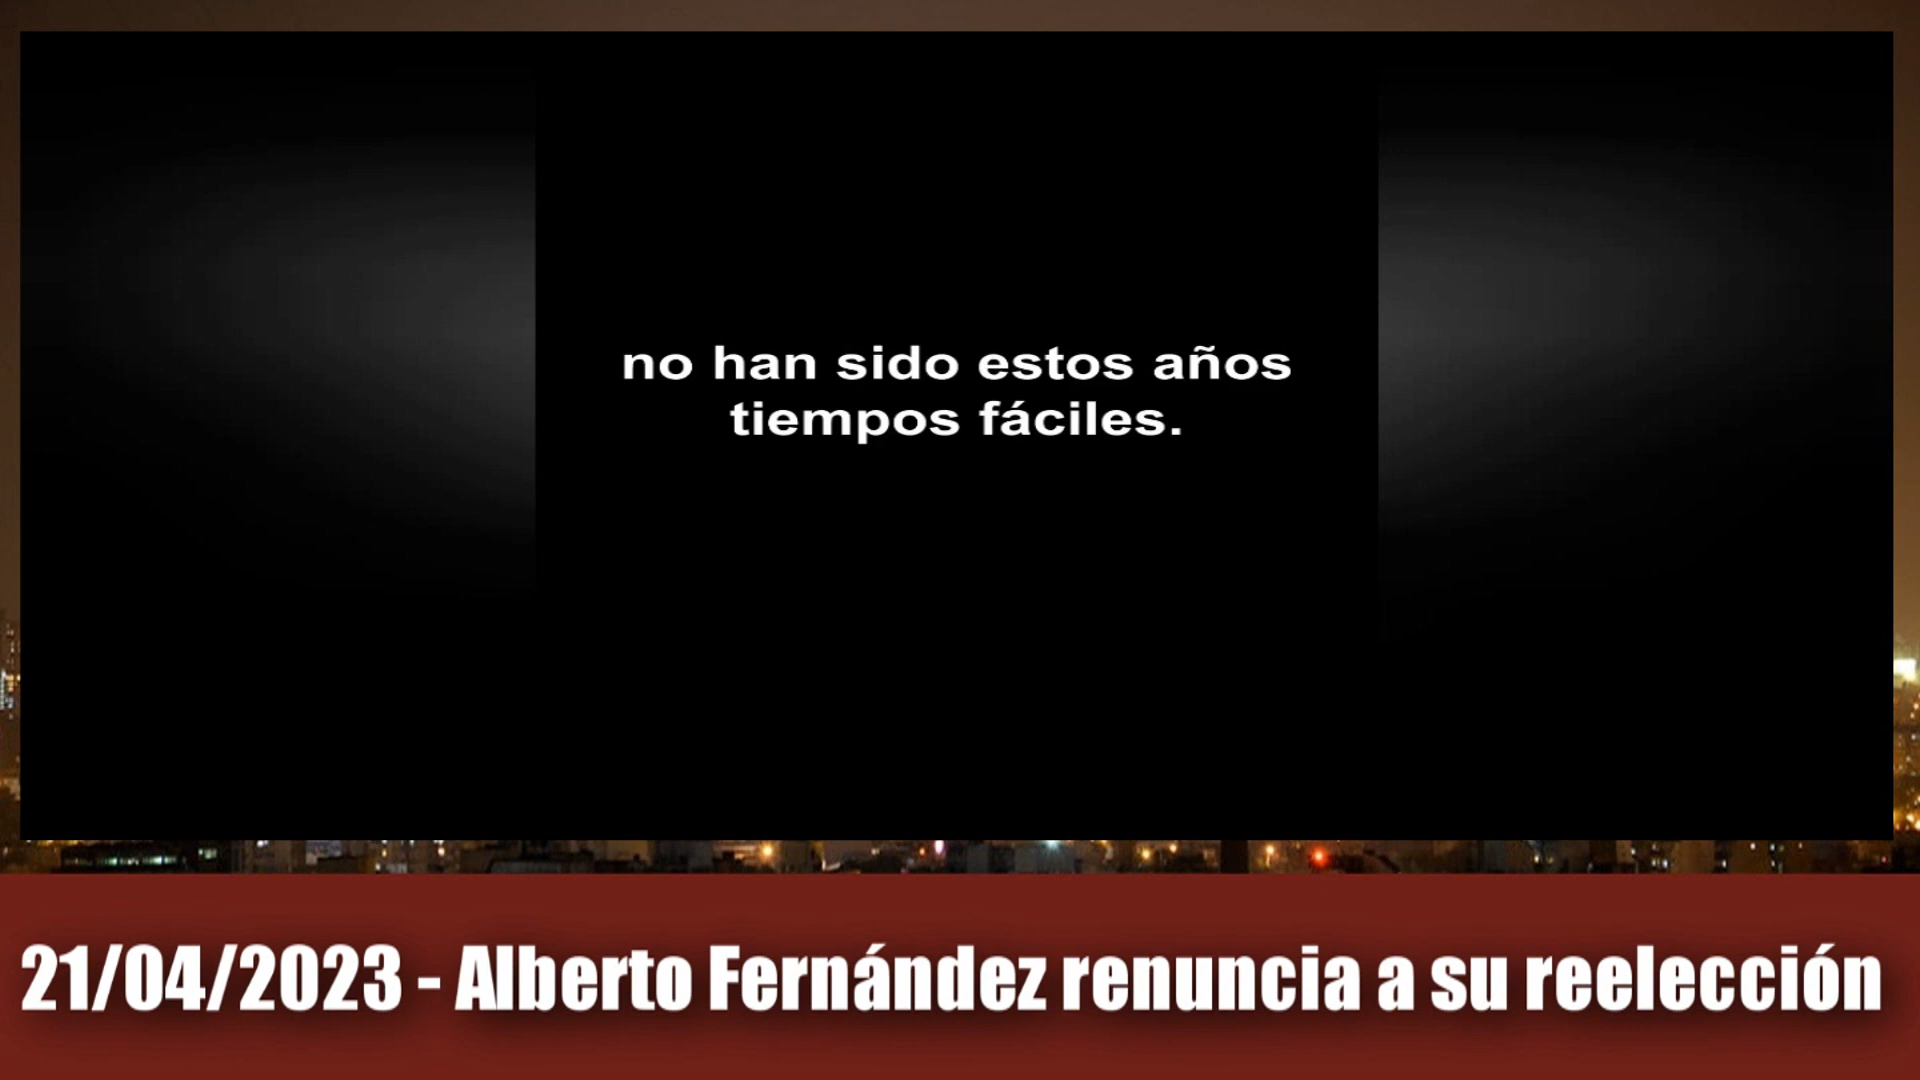 no han sido estos años
tiempos fáciles.
21/04/2023 - Alberto Fernández renuncia a su reelección